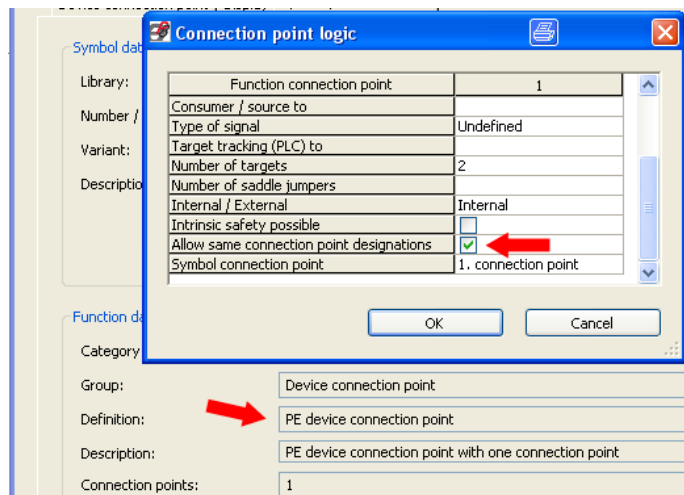 Connection point logic
Symbol dat
Library:
Number /
Variant:
Descriptio
Function connection point 1
Consumer / source to
Type of signal Undefined
Target tracking (PLC) to
Number of targets 2
Number of saddle jumpers
Internal / External Internal
Intrinsic safety possible
Allow same connection point designations
Symbol connection point 1. connection point
OK Cancel
Function da
Category
Group: Device connection point
Definition: PE device connection point
Description: PE device connection point with one connection point
Connection points: 1